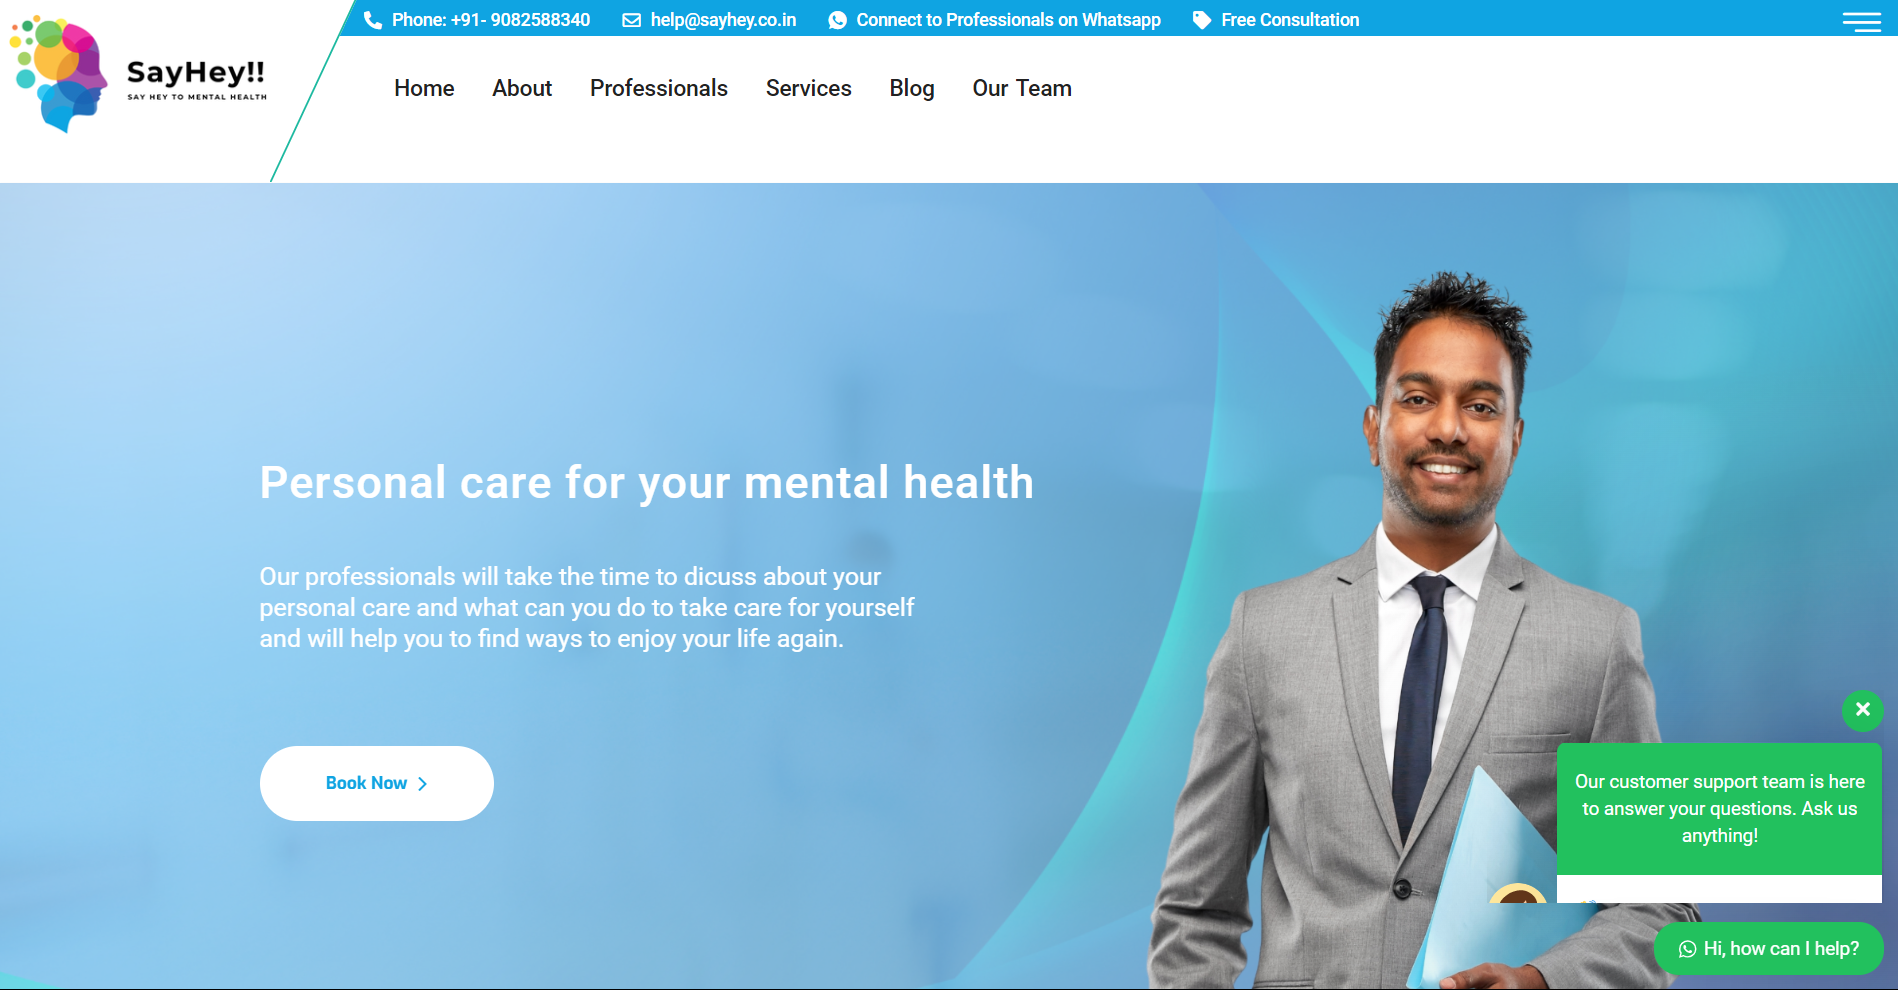 SayHey!!
SAY HEY TO MENTAL HEALTH
Phone: +91- 9082588340
help@sayhey.co.in
Connect to Professionals on Whatsapp
Free Consultation
Home
About
Professionals
Services
Blog
Our Team
Personal care for your mental health
Our professionals will take the time to dicuss about your
personal care and what can you do to take care for yourself
and will help you to find ways to enjoy your life again.
Book Now
Our customer support team is here
to answer your questions. Ask us
anything!
Hi, how can I help?